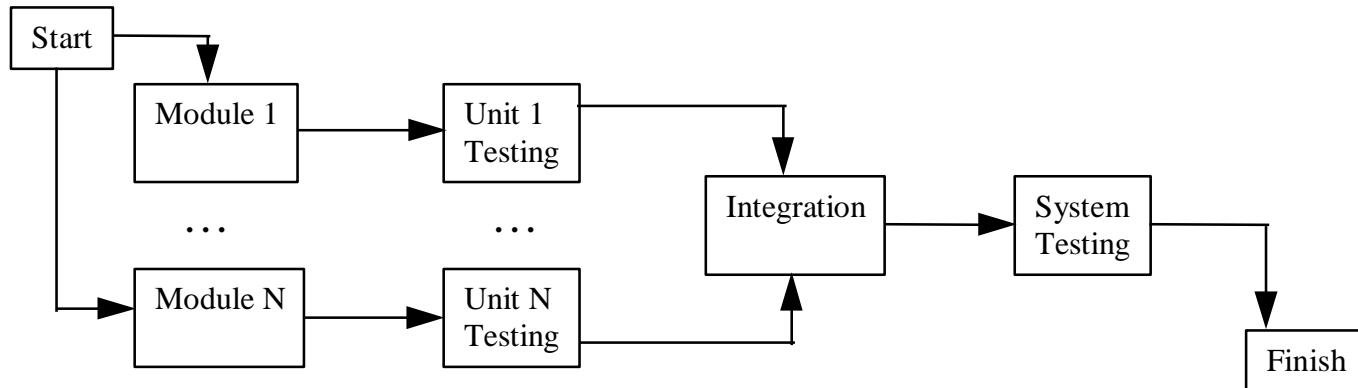 Start
Module 1
Unit 1
Testing
...
...
Module N
Unit N
Testing
Integration
System
Testing
Finish